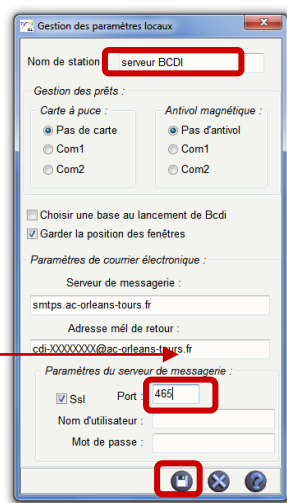 Gestion des paramètres locaux
Nom de station serveur BCDI
Gestion des prêts :
Carte à puce : Antivol magnétique :
Pas de carte Pas d'antivol
Com1 Com1
Com2 Com2
Choisir une base au lancement de Bcdi
Garder la position des fenêtres
Paramètres de courrier électronique :
Serveur de messagerie :
smtps.ac-orleans-tours.fr
Adresse mél de retour :
cdi-XXXXXXXX@ac-orleans-tours.fr
Paramètres du serveur de messagerie :
Ssl Port : 465
Nom d'utilisateur :
Mot de passe :